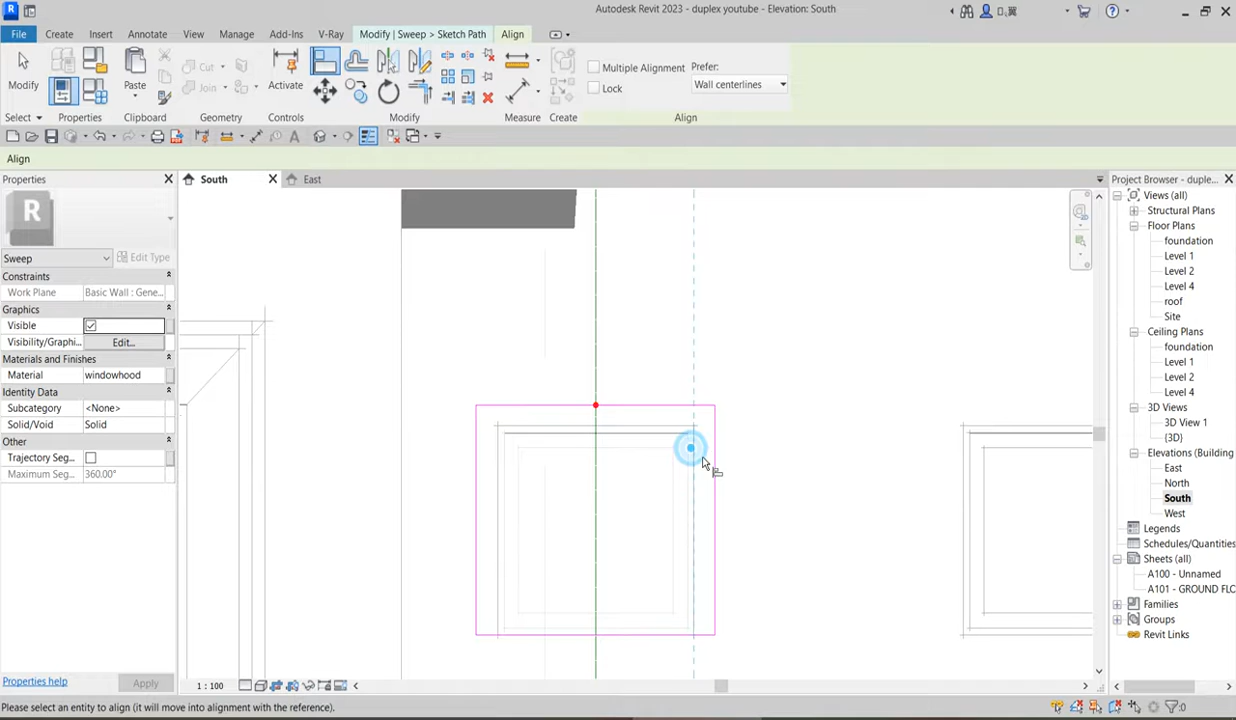 Autodesk Revit 2023 - duplex youtube - Elevation: South
File Create Insert Annotate View Manage Add-Ins V-Ray Modify | Sweep > Sketch Path Align
Modify
Paste
Cut
Join
Activate
Multiple Alignment
Lock
Prefer:
Wall centerlines
Select Properties Clipboard Geometry Controls Modify Measure Create Align
Align
Properties
South
East
Project Browser - duple...
Sweep
Edit Type
Constraints
Work Plane Basic Wall : Gene...
Graphics
Visible
Visibility/Graphi... Edit...
Materials and Finishes
Material windowhood
Identity Data
Subcategory <None>
Solid/Void Solid
Other
Trajectory Seg...
Maximum Seg... 360.00°
Properties help
Apply
Views (all)
Structural Plans
Floor Plans
foundation
Level 1
Level 2
Level 4
roof
Site
Ceiling Plans
foundation
Level 1
Level 2
Level 4
3D Views
3D View 1
{3D}
Elevations (Building
East
North
South
West
Legends
Schedules/Quantities
Sheets (all)
A100 - Unnamed
A101 - GROUND FLC
Families
Groups
Revit Links
1 : 100
Please select an entity to align (it will move into alignment with the reference).
:0